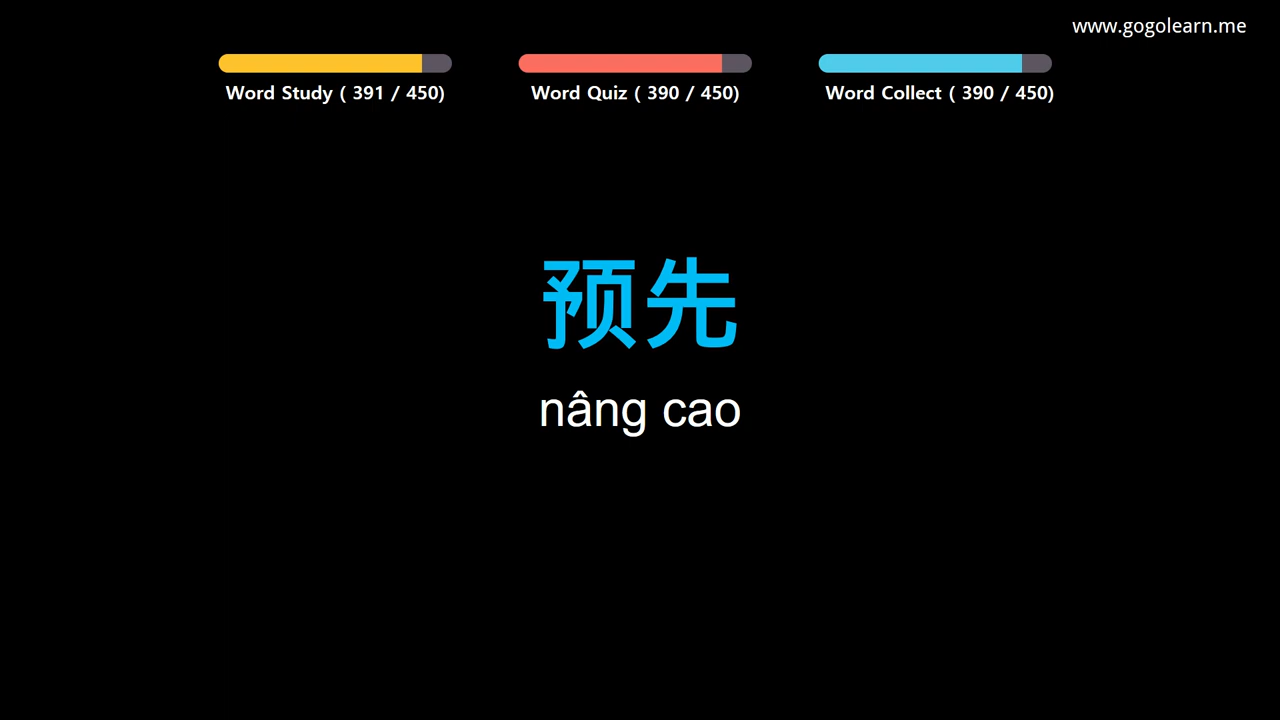 www.gogolearn.me
Word Study ( 391 / 450)
Word Quiz ( 390 / 450)
Word Collect ( 390 / 450)
预先
nâng cao